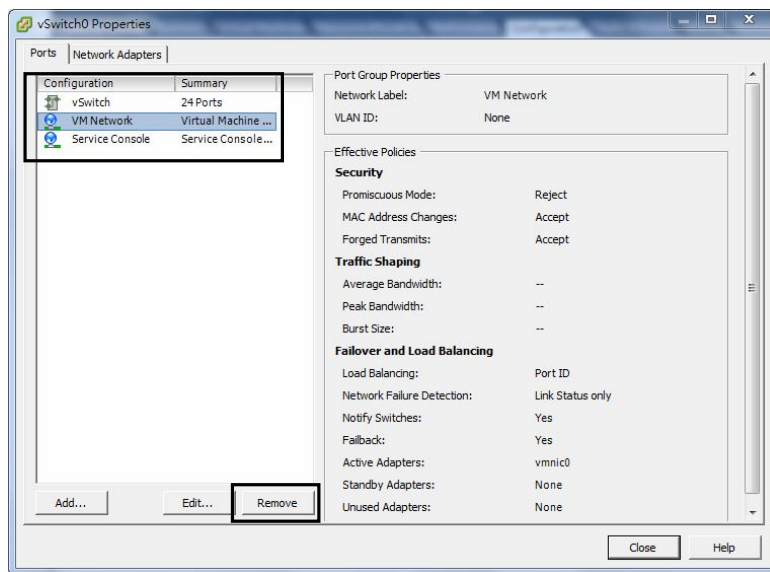 vSwitch0 Properties
Ports Network Adapters
Configuration Summary
vSwitch 24 Ports
VM Network Virtual Machine ...
Service Console Service Console...
Add... Edit... Remove
Port Group Properties
Network Label: VM Network
VLAN ID: None
Effective Policies
Security
Promiscuous Mode: Reject
MAC Address Changes: Accept
Forged Transmits: Accept
Traffic Shaping
Average Bandwidth: --
Peak Bandwidth: --
Burst Size: --
Failover and Load Balancing
Load Balancing: Port ID
Network Failure Detection: Link Status only
Notify Switches: Yes
Failback: Yes
Active Adapters: vmnic0
Standby Adapters: None
Unused Adapters: None
Close Help